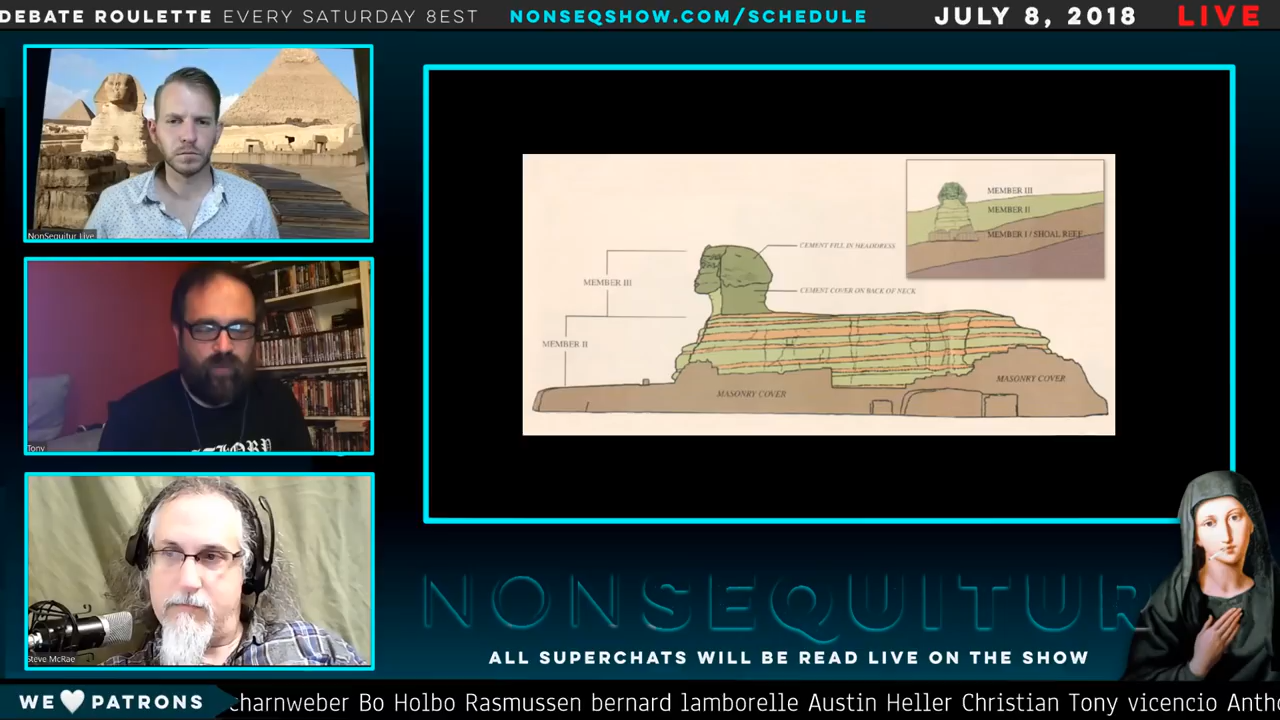 DEBATE ROULETTE EVERY SATURDAY 8EST NONSEQSHOW.COM/SCHEDULE JULY 8, 2018 LIVE
NonSequitur Live
Tony
STORY
Steve McRae
MEMBER III
MEMBER II
MEMBER I / SHOAL REEF
CEMENT FILL IN HEADDRESS
MEMBER III
CEMENT COVER ON BACK OF NECK
MEMBER II
MASONRY COVER
MASONRY COVER
NONSEQUITUR
ALL SUPERCHATS WILL BE READ LIVE ON THE SHOW
WE PATRONS charnweber Bo Holbo Rasmussen bernard lamborelle Austin Heller Christian Tony vicencio Anth